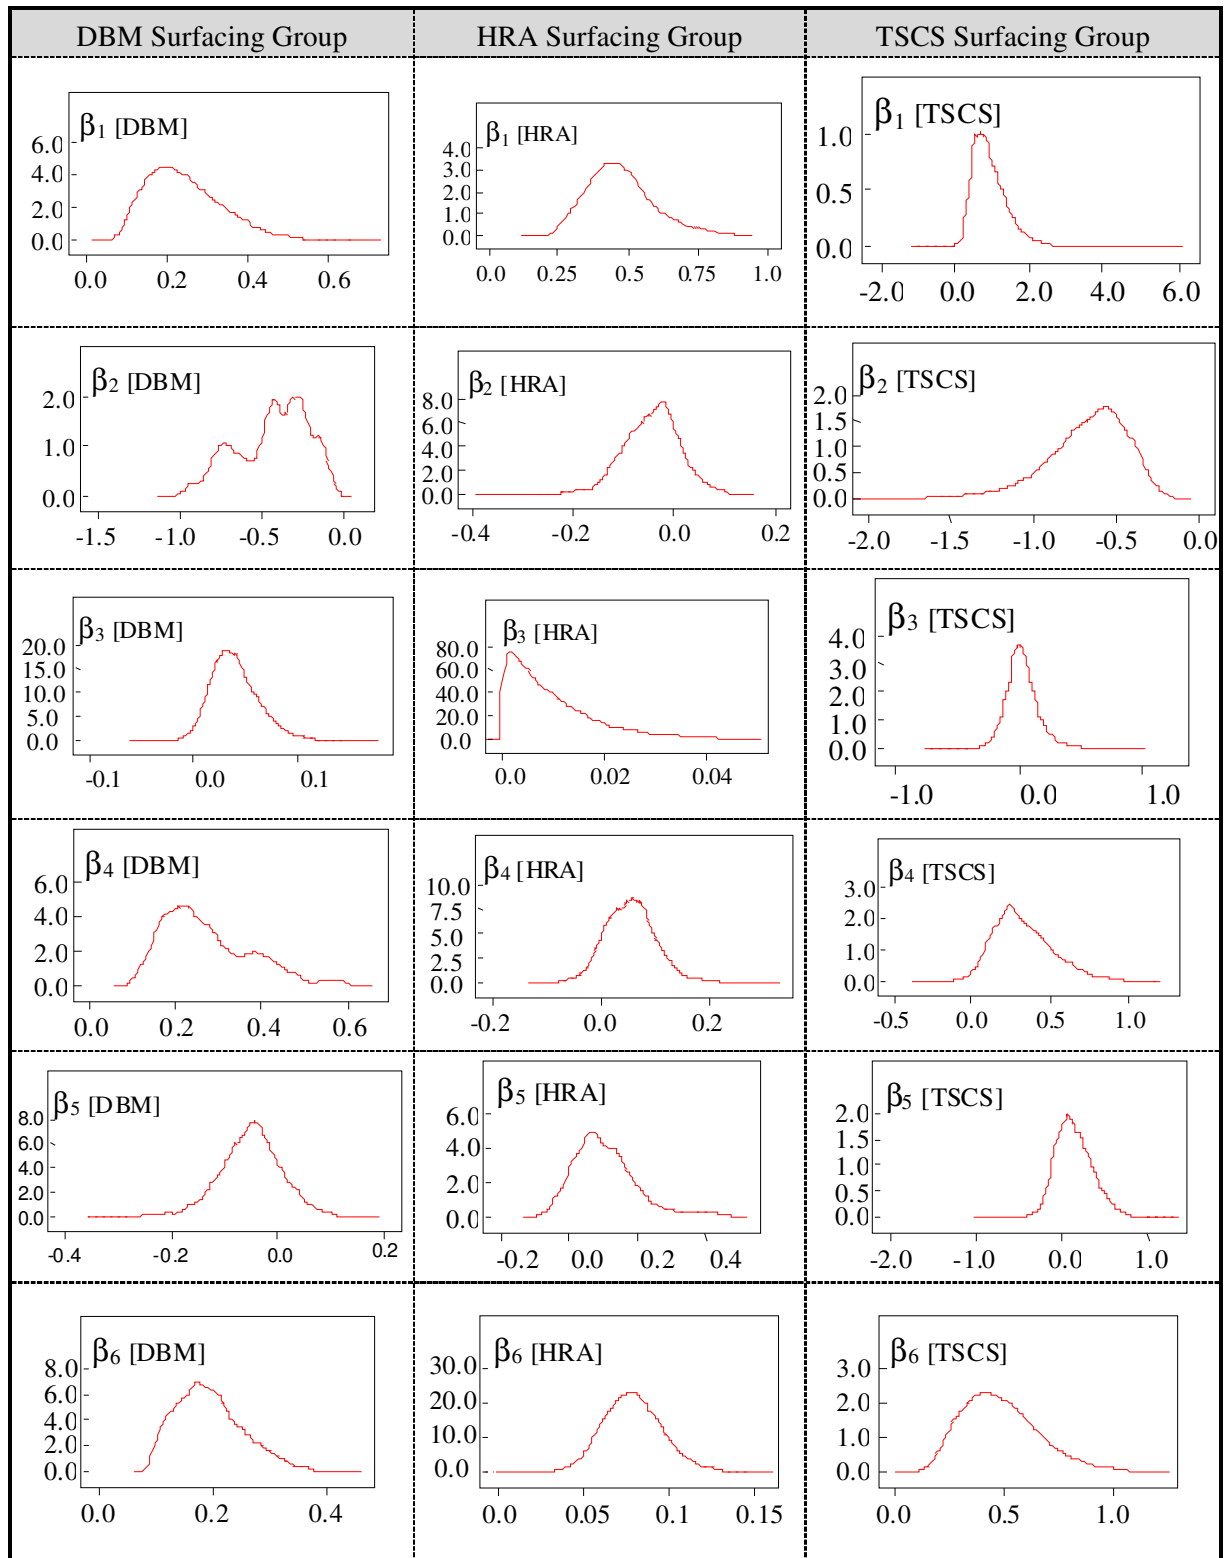 DBM Surfacing Group HRA Surfacing Group TSCS Surfacing Group
β1 [DBM]
6.0
4.0
2.0
0.0
0.0 0.2 0.4 0.6
β1 [HRA]
4.0
3.0
2.0
1.0
0.0
0.0 0.25 0.5 0.75 1.0
β1 [TSCS]
1.0
0.5
0.0
-2.0 0.0 2.0 4.0 6.0
β2 [DBM]
2.0
1.0
0.0
-1.5 -1.0 -0.5 0.0
β2 [HRA]
8.0
6.0
4.0
2.0
0.0
-0.4 -0.2 0.0 0.2
β2 [TSCS]
2.0
1.5
1.0
0.5
0.0
-2.0 -1.5 -1.0 -0.5 0.0
β3 [DBM]
20.0
15.0
10.0
5.0
0.0
-0.1 0.0 0.1
β3 [HRA]
80.0
60.0
40.0
20.0
0.0
0.0 0.02 0.04
β3 [TSCS]
4.0
3.0
2.0
1.0
0.0
-1.0 0.0 1.0
β4 [DBM]
6.0
4.0
2.0
0.0
0.0 0.2 0.4 0.6
β4 [HRA]
10.0
7.5
5.0
2.5
0.0
-0.2 0.0 0.2
β4 [TSCS]
3.0
2.0
1.0
0.0
-0.5 0.0 0.5 1.0
β5 [DBM]
8.0
6.0
4.0
2.0
0.0
-0.4 -0.2 0.0 0.2
β5 [HRA]
6.0
4.0
2.0
0.0
-0.2 0.0 0.2 0.4
β5 [TSCS]
2.0
1.5
1.0
0.5
0.0
-2.0 -1.0 0.0 1.0
β6 [DBM]
8.0
6.0
4.0
2.0
0.0
0.0 0.2 0.4
β6 [HRA]
30.0
20.0
10.0
0.0
0.0 0.05 0.1 0.15
β6 [TSCS]
3.0
2.0
1.0
0.0
0.0 0.5 1.0